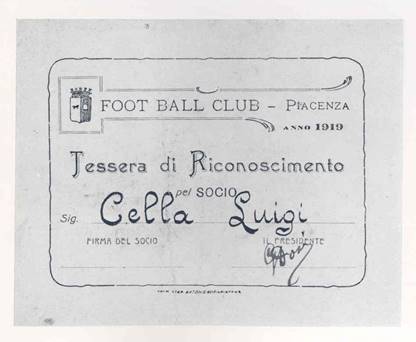 FOOT BALL CLUB – PIACENZA
ANNO 1919
Tessera di Riconoscimento
pel SOCIO
Sig. Cella Luigi
FIRMA DEL SOCIO IL PRESIDENTE